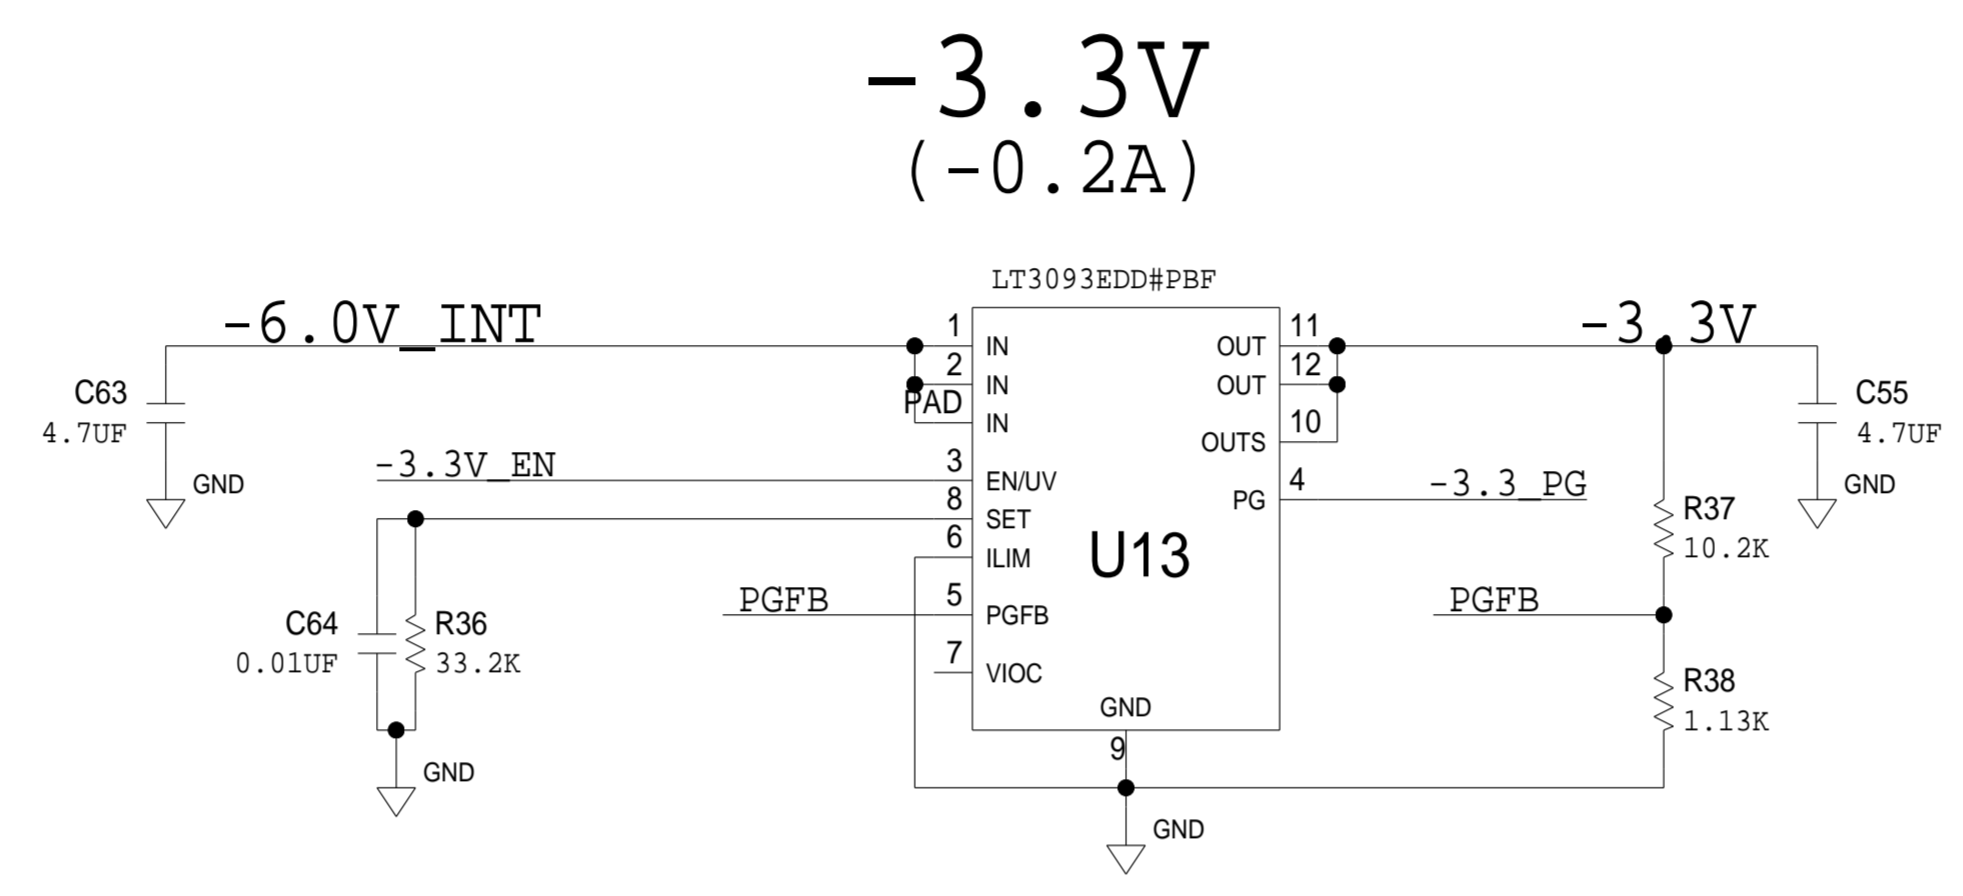 -3.3V
(-0.2A)
LT3093EDD#PBF
-6.0V_INT
-3.3V
1
IN
2
IN
PAD
IN
11
OUT
12
OUT
10
OUTS
C63
4.7UF
GND
C55
4.7UF
GND
-3.3V_EN
3
EN/UV
8
SET
6
ILIM
4
PG
-3.3_PG
U13
R37
10.2K
PGFB
5
PGFB
PGFB
7
VIOC
C64
0.01UF
R36
33.2K
R38
1.13K
GND
9
GND
GND